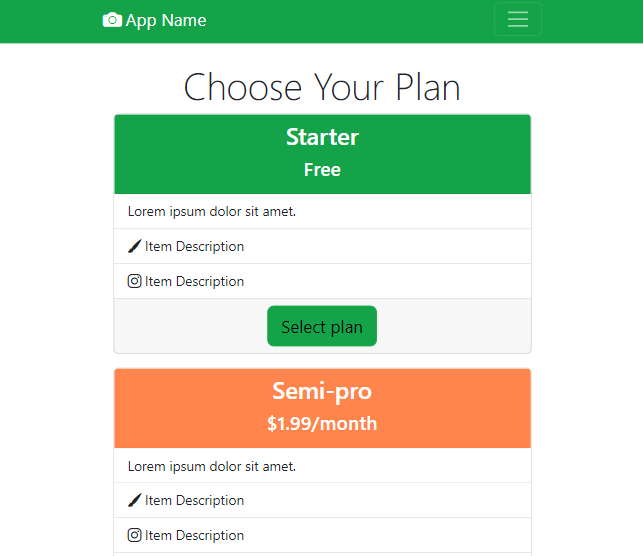 App Name
Choose Your Plan
Starter
Free
Lorem ipsum dolor sit amet.
Item Description
Item Description
Select plan
Semi-pro
$1.99/month
Lorem ipsum dolor sit amet.
Item Description
Item Description